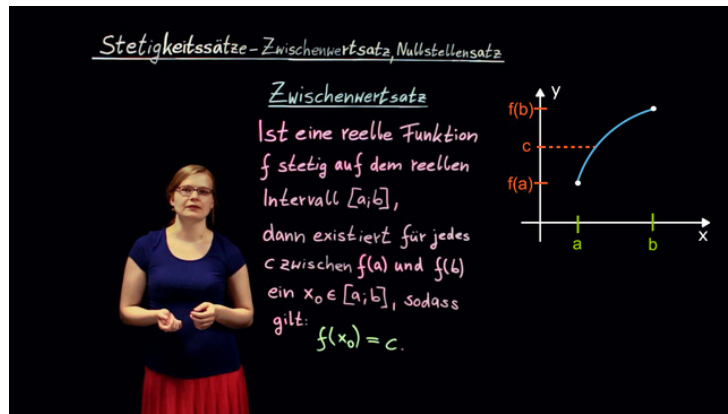 Stetigkeitssätze – Zwischenwertsatz, Nullstellensatz
Zwischenwertsatz
Ist eine reelle Funktion
f stetig auf dem reellen
Intervall [a;b],
dann existiert für jedes
c zwischen f(a) und f(b)
ein x₀ ∈ [a;b], sodass
gilt:
f(x₀) = c.
y
f(b)
c
f(a)
a
b
x